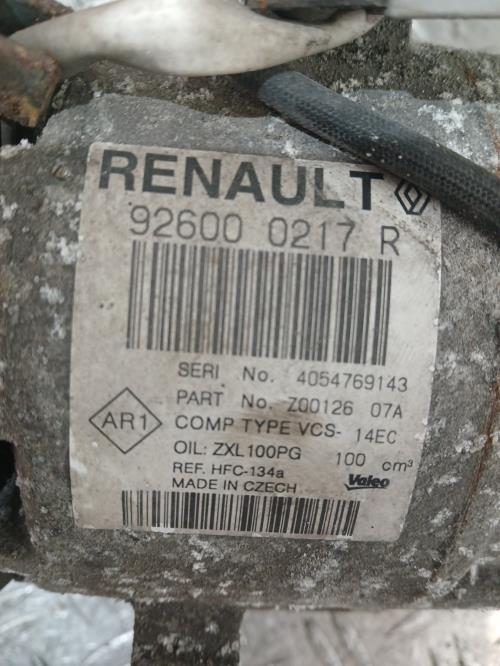 RENAULT
92600 0217 R
SERI No. 4054769143
PART No. Z00126 07A
AR1
COMP TYPE VCS- 14EC
OIL: ZXL100PG 100 cm³
REF. HFC-134a
MADE IN CZECH
Valeo